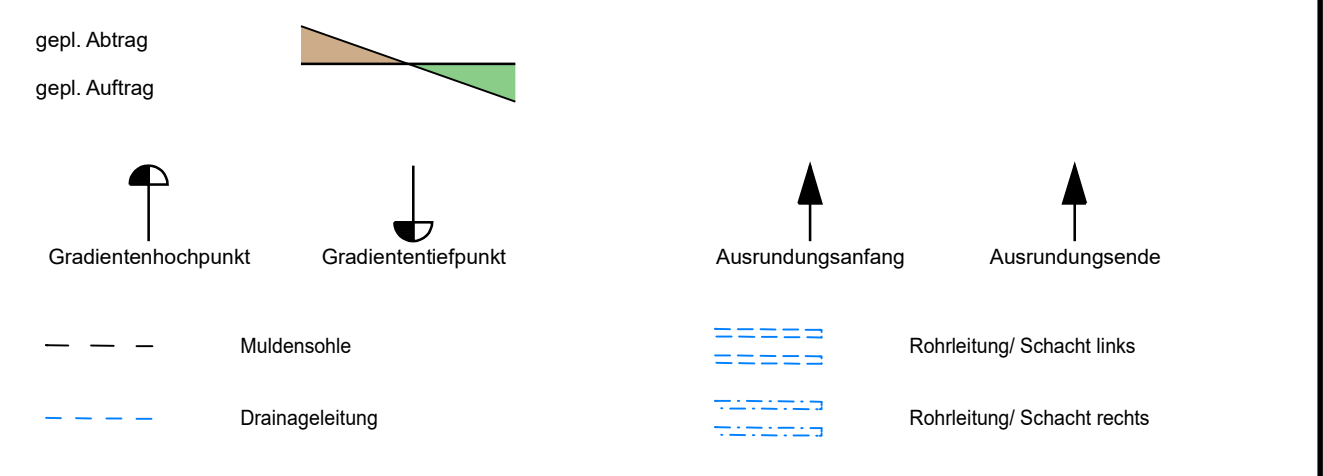 gepl. Abtrag
gepl. Auftrag
Gradientenhochpunkt
Gradiententiefpunkt
Ausrundungsanfang
Ausrundungsende
Muldensohle
Rohrleitung/ Schacht links
Drainageleitung
Rohrleitung/ Schacht rechts